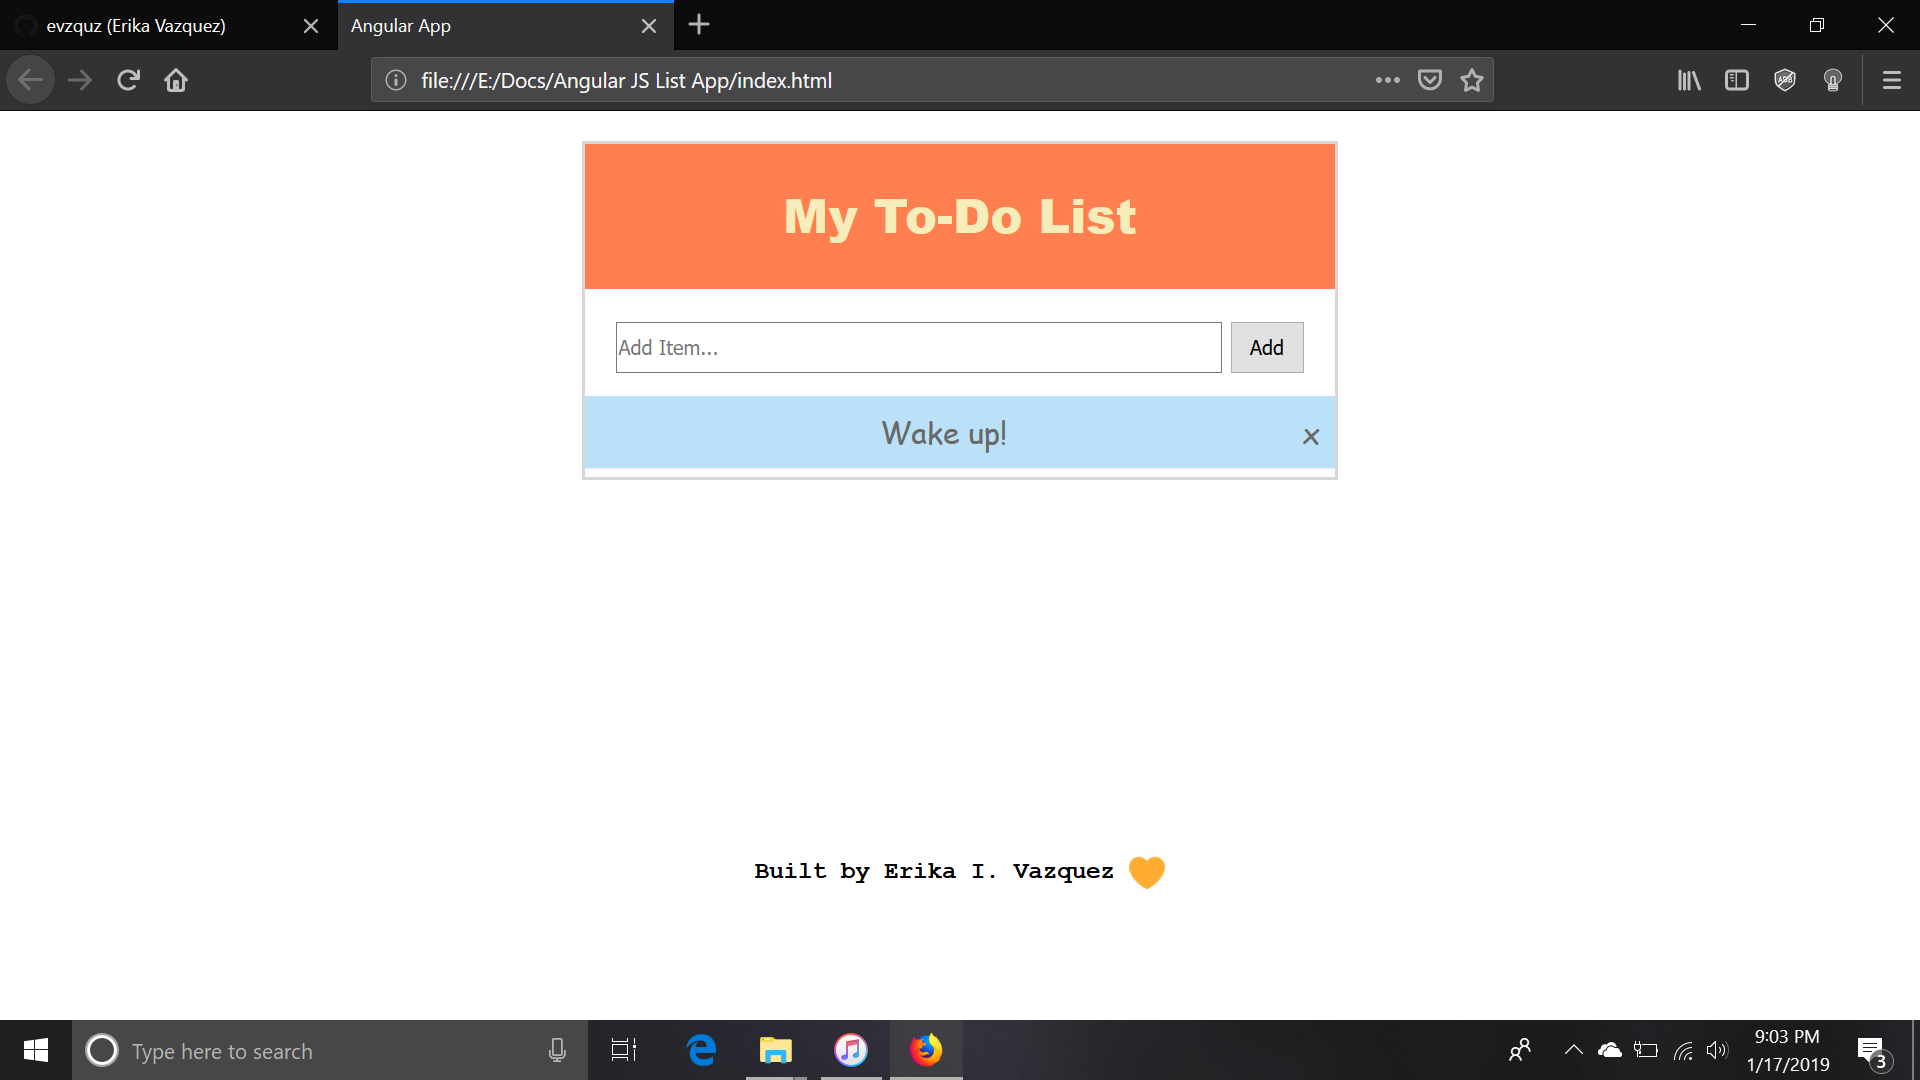 evzquz (Erika Vazquez)
Angular App
file:///E:/Docs/Angular JS List App/index.html
My To-Do List
Add Item...
Add
Wake up!
×
Built by Erika I. Vazquez
Type here to search
9:03 PM
1/17/2019
3